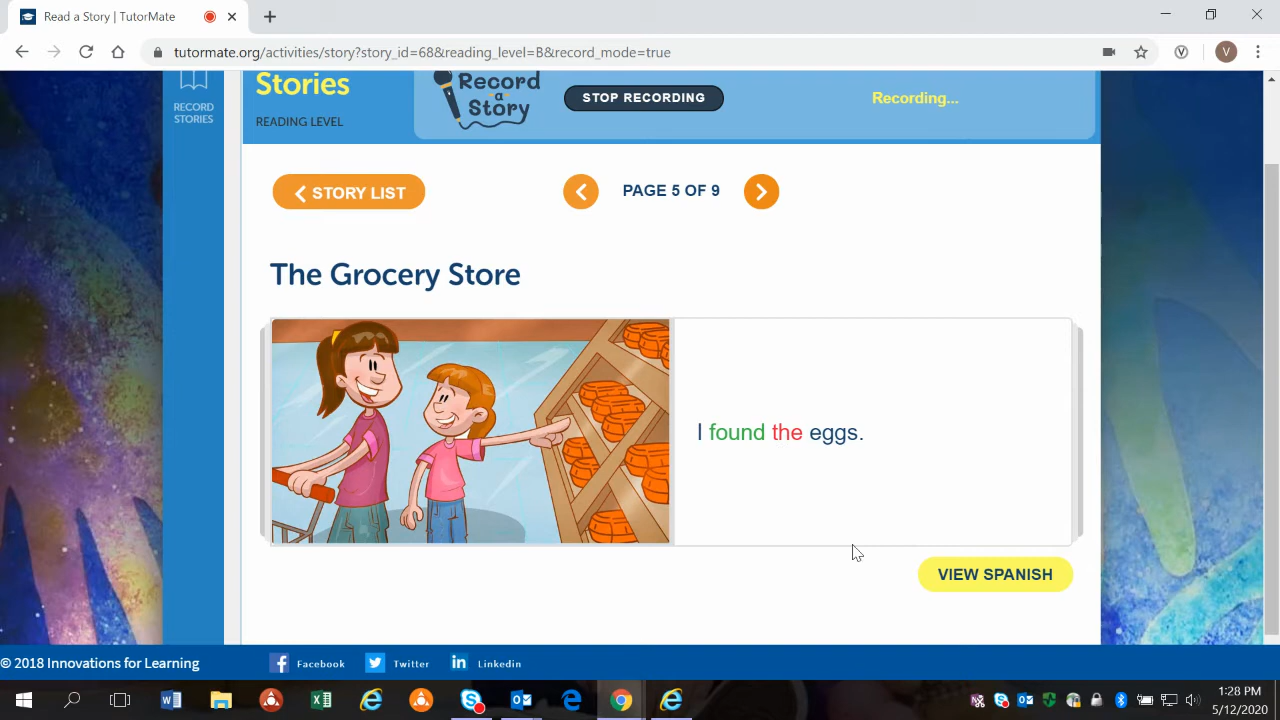 Read a Story | TutorMate
tutormate.org/activities/story?story_id=68&reading_level=B&record_mode=true
V
V
RECORD
STORIES
Stories
READING LEVEL
Record
a
Story
STOP RECORDING
Recording...
STORY LIST
PAGE 5 OF 9
The Grocery Store
I found the eggs.
VIEW SPANISH
© 2018 Innovations for Learning
Facebook
Twitter
Linkedin
1:28 PM
5/12/2020